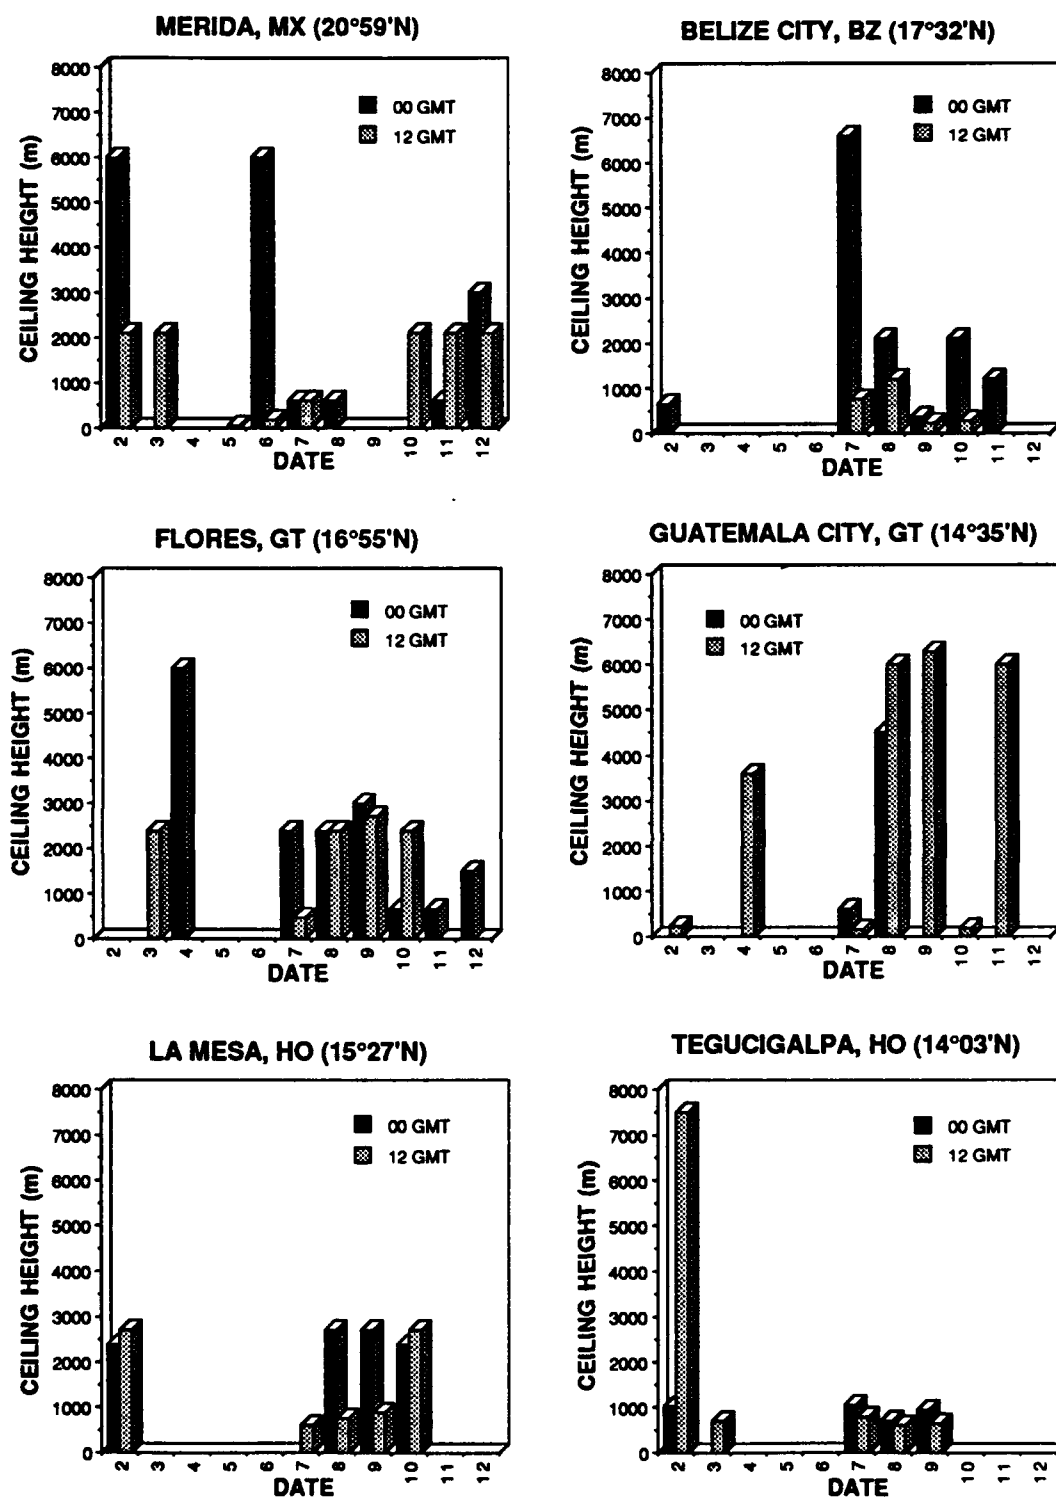 MERIDA, MX (20°59'N)
CEILING HEIGHT (m)
8000
7000
6000
5000
4000
3000
2000
1000
0
00 GMT
12 GMT
2 3 4 5 6 7 8 9 10 11 12
DATE
BELIZE CITY, BZ (17°32'N)
CEILING HEIGHT (m)
8000
7000
6000
5000
4000
3000
2000
1000
0
00 GMT
12 GMT
2 3 4 5 6 7 8 9 10 11 12
DATE
FLORES, GT (16°55'N)
CEILING HEIGHT (m)
8000
7000
6000
5000
4000
3000
2000
1000
0
00 GMT
12 GMT
2 3 4 5 6 7 8 9 10 11 12
DATE
GUATEMALA CITY, GT (14°35'N)
CEILING HEIGHT (m)
8000
7000
6000
5000
4000
3000
2000
1000
0
00 GMT
12 GMT
2 3 4 5 6 7 8 9 10 11 12
DATE
LA MESA, HO (15°27'N)
CEILING HEIGHT (m)
8000
7000
6000
5000
4000
3000
2000
1000
0
00 GMT
12 GMT
2 3 4 5 6 7 8 9 10 11 12
DATE
TEGUCIGALPA, HO (14°03'N)
CEILING HEIGHT (m)
8000
7000
6000
5000
4000
3000
2000
1000
0
00 GMT
12 GMT
2 3 4 5 6 7 8 9 10 11 12
DATE